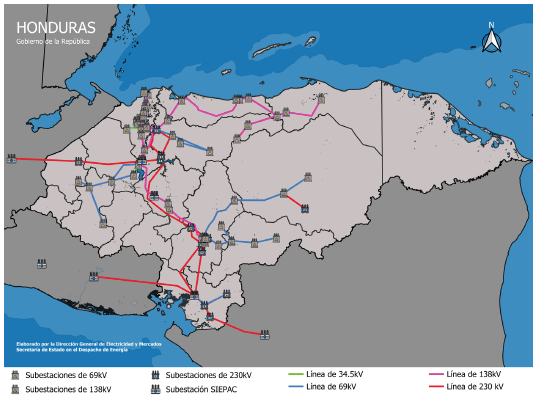 HONDURAS
Gobierno de la República
N
Elaborado por la Dirección General de Electricidad y Mercados
Secretaría de Estado en el Despacho de Energía
Subestaciones de 69kV
Subestaciones de 230kV
Línea de 34.5kV
Línea de 138kV
Subestaciones de 138kV
Subestación SIEPAC
Línea de 69kV
Línea de 230 kV